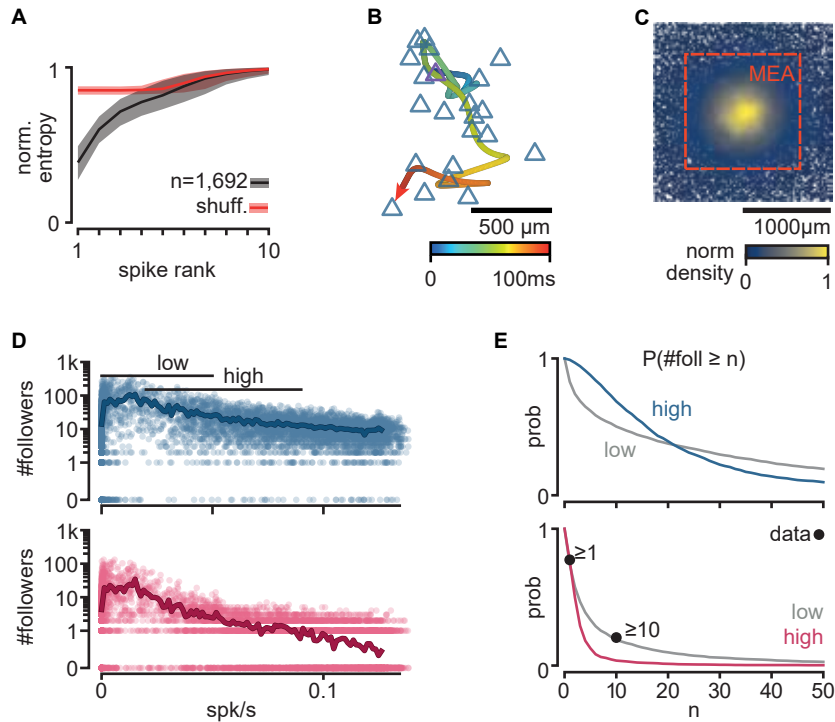 A
norm.
entropy
1
0
n=1,692
shuff.
1
10
spike rank
B
500 µm
0
100ms
C
MEA
1000µm
norm
density
0
1
D
#followers
1k
100
10
1
0
low
high
#followers
1k
100
10
1
0
0
0.1
spk/s
E
P(#foll ≥ n)
prob
1
0
high
low
prob
1
0
data
≥1
≥10
low
high
0
10
20
30
40
50
n